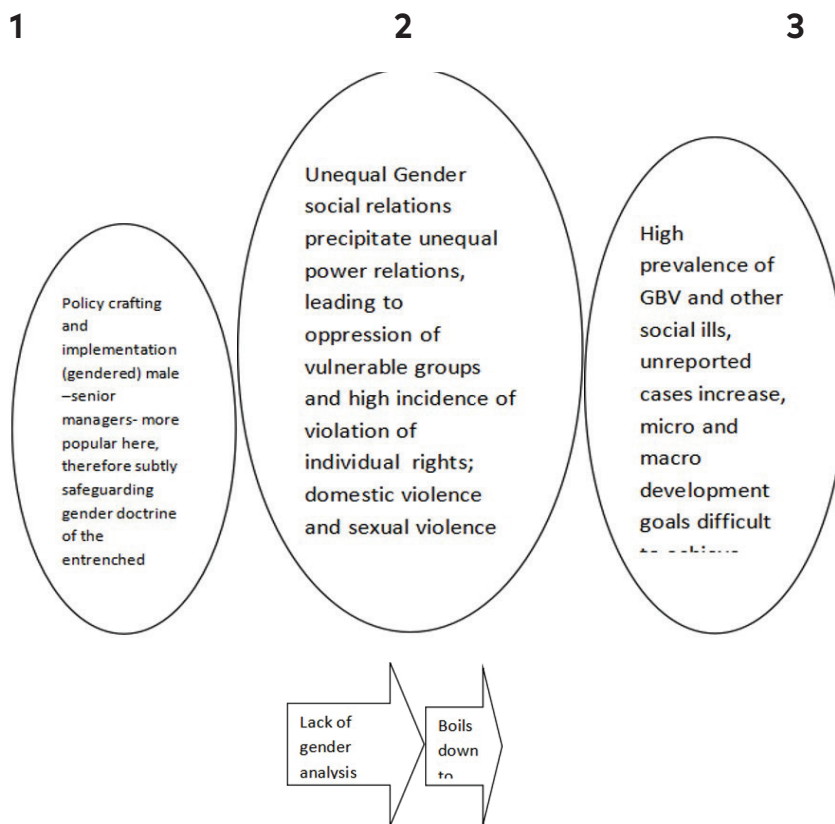 1
2
3
Policy crafting
and
implementation
(gendered) male
–senior
managers- more
popular here,
therefore subtly
safeguarding
gender doctrine
of the
entrenched
Unequal Gender
social relations
precipitate unequal
power relations,
leading to
oppression of
vulnerable groups
and high incidence of
violation of
individual rights;
domestic violence
and sexual violence
High
prevalence of
GBV and other
social ills,
unreported
cases increase,
micro and
macro
development
goals difficult
to achieve
Lack of
gender
analysis
Boils
down
to